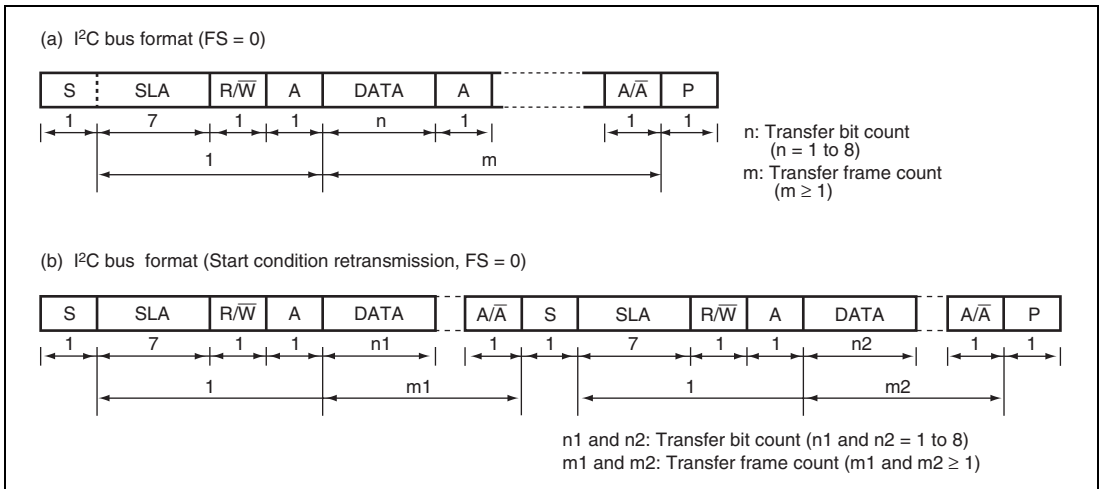 (a) I²C bus format (FS = 0)
S SLA R/W̅ A DATA A A/A̅ P
1 7 1 1 n 1 1 1
1 m
n: Transfer bit count
(n = 1 to 8)
m: Transfer frame count
(m ≥ 1)
(b) I²C bus format (Start condition retransmission, FS = 0)
S SLA R/W̅ A DATA A/A̅ S SLA R/W̅ A DATA A/A̅ P
1 7 1 1 n1 1 1 7 1 1 n2 1 1
1 m1 1 m2
n1 and n2: Transfer bit count (n1 and n2 = 1 to 8)
m1 and m2: Transfer frame count (m1 and m2 ≥ 1)